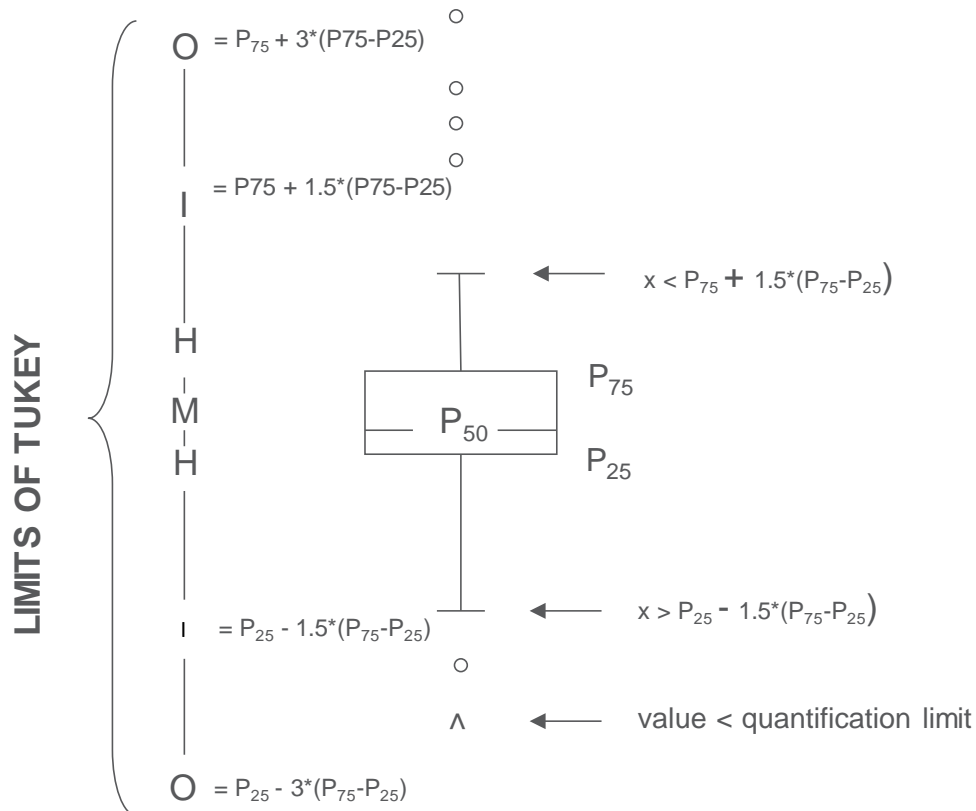 O = P₇₅ + 3*(P75-P25)
I = P75 + 1.5*(P75-P25)
x < P₇₅ + 1.5*(P₇₅-P₂₅)
H
P₇₅
M
P₅₀
H
P₂₅
LIMITS OF TUKEY
x > P₂₅ - 1.5*(P₇₅-P₂₅)
I = P₂₅ - 1.5*(P₇₅-P₂₅)
^ value < quantification limit
O = P₂₅ - 3*(P₇₅-P₂₅)